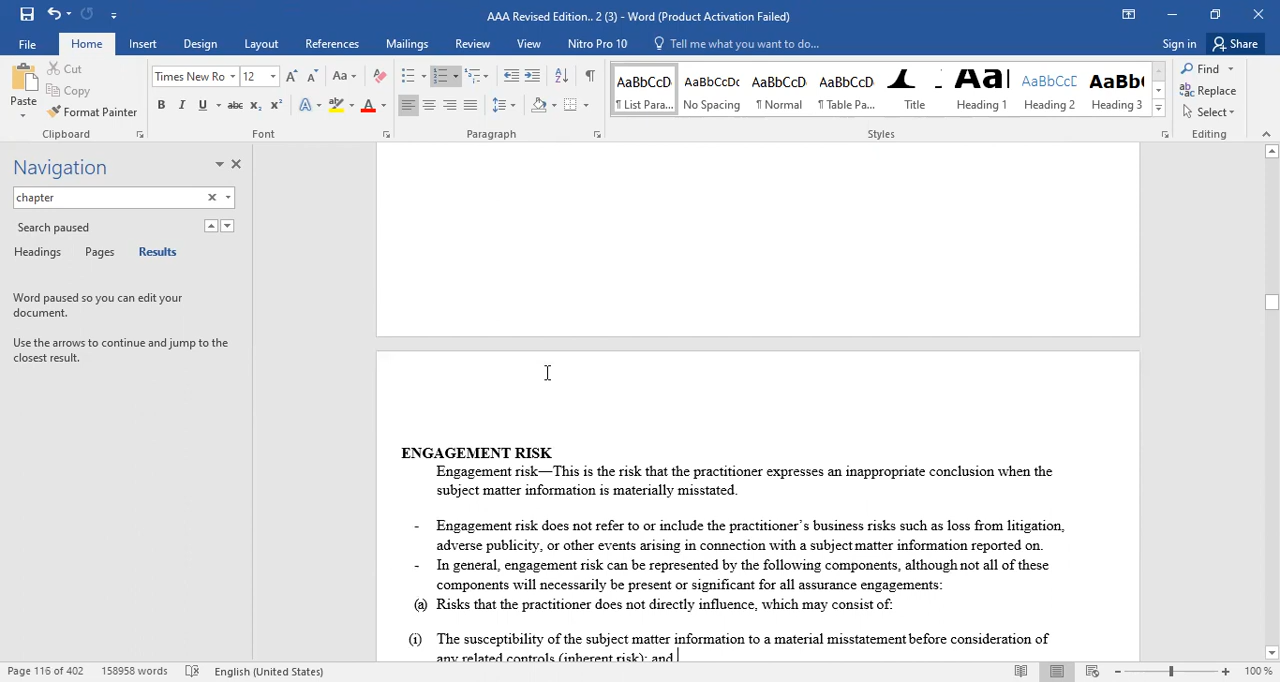 AAA Revised Edition.. 2 (3) - Word (Product Activation Failed)
File Home Insert Design Layout References Mailings Review View Nitro Pro 10 Tell me what you want to do... Sign in Share
Paste
Cut
Copy
Format Painter
Clipboard
Times New Ro 12 Aa
B I U abc x₂ x² A A
Font
Paragraph
AaBbCcD AaBbCcDc AaBbCcD AaBbCcD AaBbCcD AaBbC
¶ List Para... No Spacing ¶ Normal ¶ Table Pa... Title Heading 1 Heading 2 Heading 3
Styles
Find
Replace
Select
Editing
Navigation
chapter
Search paused
Headings Pages Results
Word paused so you can edit your
document.
Use the arrows to continue and jump to the
closest result.
ENGAGEMENT RISK
Engagement risk—This is the risk that the practitioner expresses an inappropriate conclusion when the
subject matter information is materially misstated.
- Engagement risk does not refer to or include the practitioner’s business risks such as loss from litigation,
adverse publicity, or other events arising in connection with a subject matter information reported on.
- In general, engagement risk can be represented by the following components, although not all of these
components will necessarily be present or significant for all assurance engagements:
(a) Risks that the practitioner does not directly influence, which may consist of:
(i) The susceptibility of the subject matter information to a material misstatement before consideration of
any related controls (inherent risk); and
Page 116 of 402 158958 words English (United States) 100 %